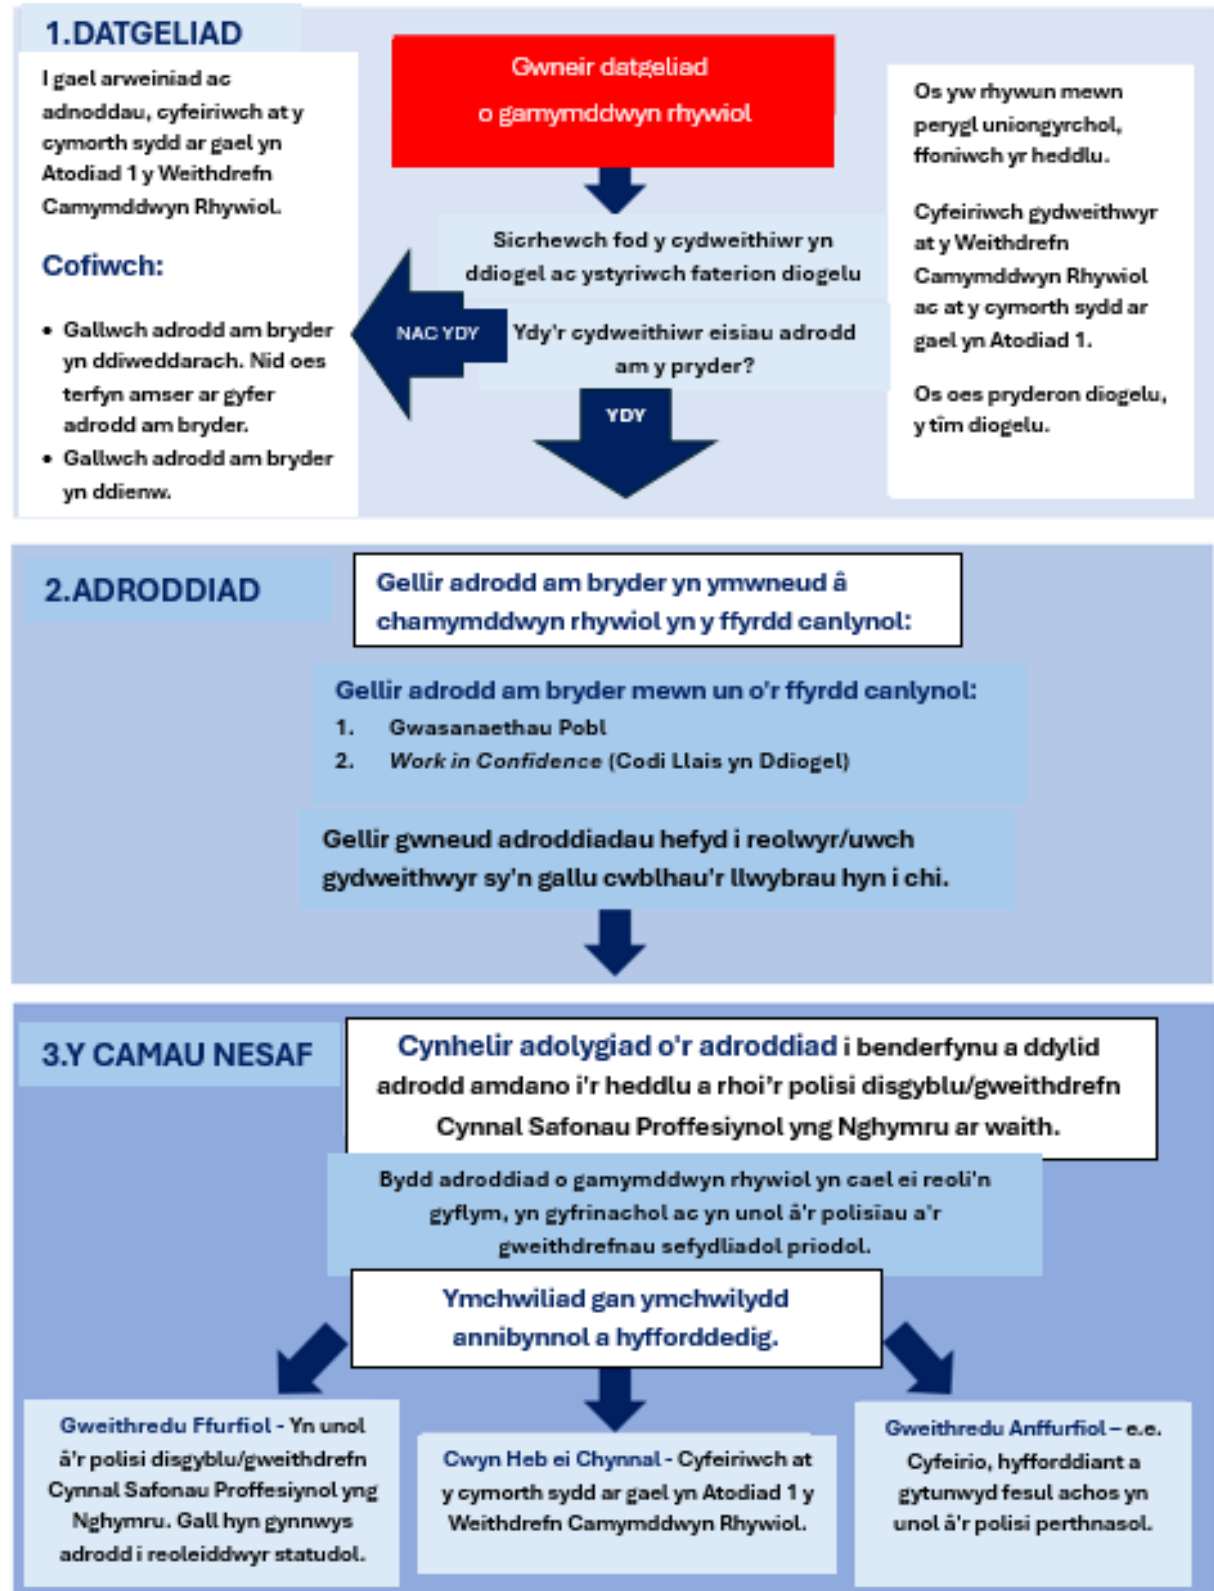 1.DATGELIAD
I gael arweiniad ac
adnoddau, cyfeiriwch at y
cymorth sydd ar gael yn
Atodiad 1 y Weithdrefn
Camymddwyn Rhywiol.
Cofiwch:
• Gallwch adrodd am bryder
yn ddiweddarach. Nid oes
terfyn amser ar gyfer
adrodd am bryder.
• Gallwch adrodd am bryder
yn ddienw.
Gwneir datgeliad
o gamymddwyn rhywiol
Sicrhewch fod y cydweithiwr yn
ddiogel ac ystyriwch faterion diogelu
Ydy'r cydweithiwr eisiau adrodd
am y pryder?
NAC YDY
YDY
Os yw rhywun mewn
perygl uniongyrchol,
ffoniwch yr heddlu.
Cyfeiriwch gydweithwyr
at y Weithdrefn
Camymddwyn Rhywiol
ac at y cymorth sydd ar
gael yn Atodiad 1.
Os oes pryderon diogelu,
y tîm diogelu.
2.ADRODDIAD
Gellir adrodd am bryder yn ymwneud â
chamymddwyn rhywiol yn y ffyrdd canlynol:
Gellir adrodd am bryder mewn un o'r ffyrdd canlynol:
1. Gwasanaethau Pobl
2. Work in Confidence (Codi Llais yn Ddiogel)
Gellir gwneud adroddiadau hefyd i reolwyr/uwch
gydweithwyr sy'n gallu cwblhau'r llwybrau hyn i chi.
3.Y CAMAU NESAF
Cynhelir adolygiad o'r adroddiad i benderfynu a ddylid
adrodd amdano i'r heddlu a rhoi'r polisi disgyblu/gweithdrefn
Cynnal Safonau Proffesiynol yng Nghymru ar waith.
Bydd adroddiad o gamymddwyn rhywiol yn cael ei reoli'n
gyflym, yn gyfrinachol ac yn unol â'r polisïau a'r
gweithdrefnau sefydliadol priodol.
Ymchwiliad gan ymchwilydd
annibynnol a hyfforddedig.
Gweithredu Ffurfiol - Yn unol
â'r polisi disgyblu/gweithdrefn
Cynnal Safonau Proffesiynol yng
Nghymru. Gall hyn gynnwys
adrodd i reoleiddwyr statudol.
Cwyn Heb ei Chynnal - Cyfeiriwch at
y cymorth sydd ar gael yn Atodiad 1 y
Weithdrefn Camymddwyn Rhywiol.
Gweithredu Anffurfiol – e.e.
Cyfeirio, hyfforddiant a
gytunwyd fesul achos yn
unol â'r polisi perthnasol.